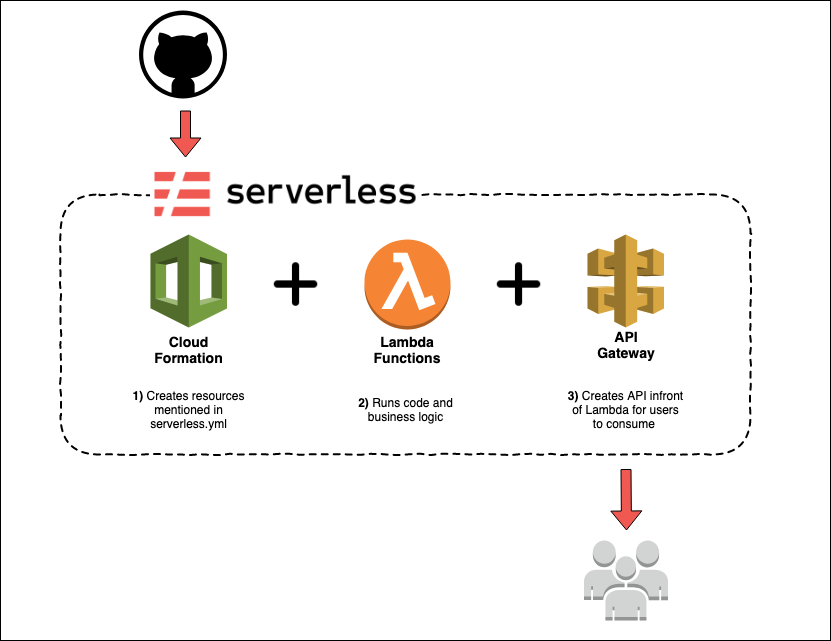 serverless
Cloud
Formation
Lambda
Functions
API
Gateway
1) Creates resources
mentioned in
serverless.yml
2) Runs code and
business logic
3) Creates API infront
of Lambda for users
to consume